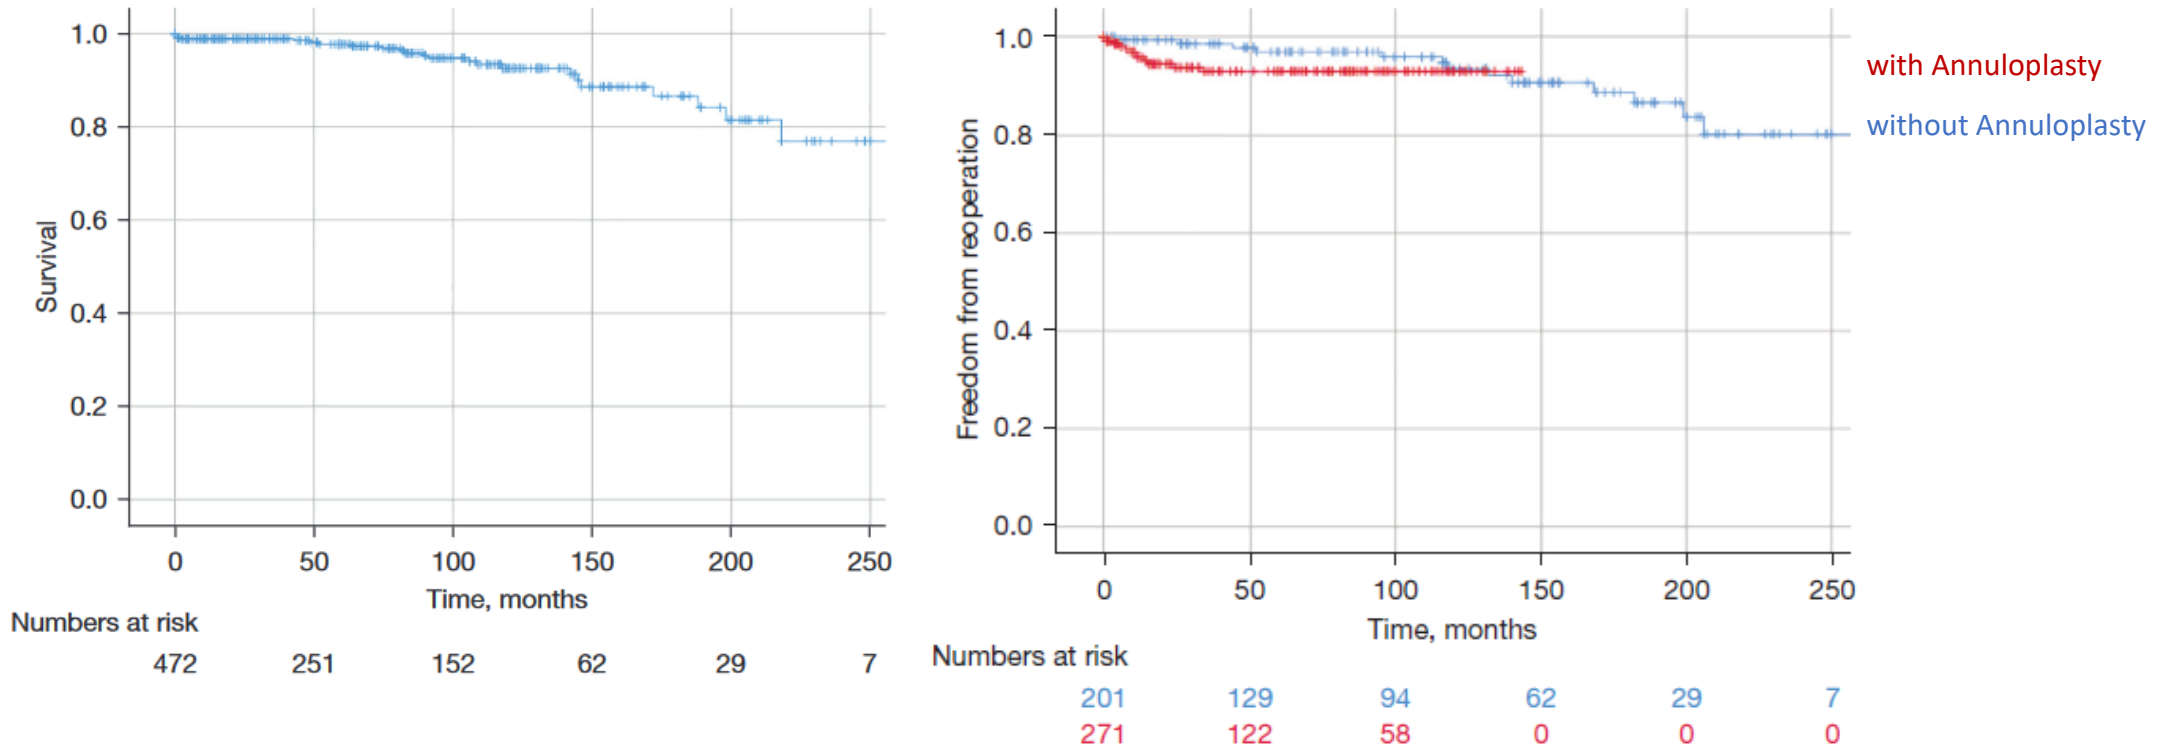 1.0
0.8
0.6
0.4
0.2
0.0
Survival
0 50 100 150 200 250
Time, months
Numbers at risk
472 251 152 62 29 7
1.0
0.8
0.6
0.4
0.2
0.0
Freedom from reoperation
0 50 100 150 200 250
Time, months
Numbers at risk
201 129 94 62 29 7
271 122 58 0 0 0
with Annuloplasty
without Annuloplasty